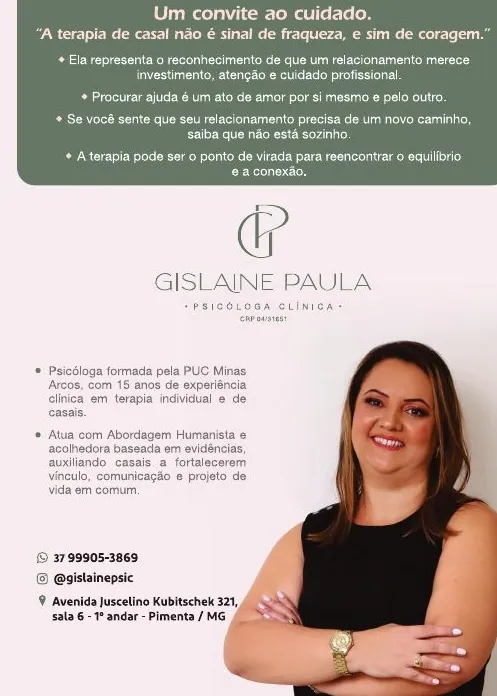 Um convite ao cuidado.
"A terapia de casal não é sinal de fraqueza, e sim de coragem."
◆ Ela representa o reconhecimento de que um relacionamento merece
investimento, atenção e cuidado profissional.
◆ Procurar ajuda é um ato de amor por si mesmo e pelo outro.
◆ Se você sente que seu relacionamento precisa de um novo caminho,
saiba que não está sozinho.
◆ A terapia pode ser o ponto de virada para reencontrar o equilíbrio
e a conexão.
GISLAINE PAULA
• PSICÓLOGA CLÍNICA •
CRP 04/31651
• Psicóloga formada pela PUC Minas
Arcos, com 15 anos de experiência
clínica em terapia individual e de
casais.
• Atua com Abordagem Humanista e
acolhedora baseada em evidências,
auxiliando casais a fortalecerem
vínculo, comunicação e projeto de
vida em comum.
37 99905-3869
@gislainepsic
Avenida Juscelino Kubitschek 321,
sala 6 - 1º andar - Pimenta / MG